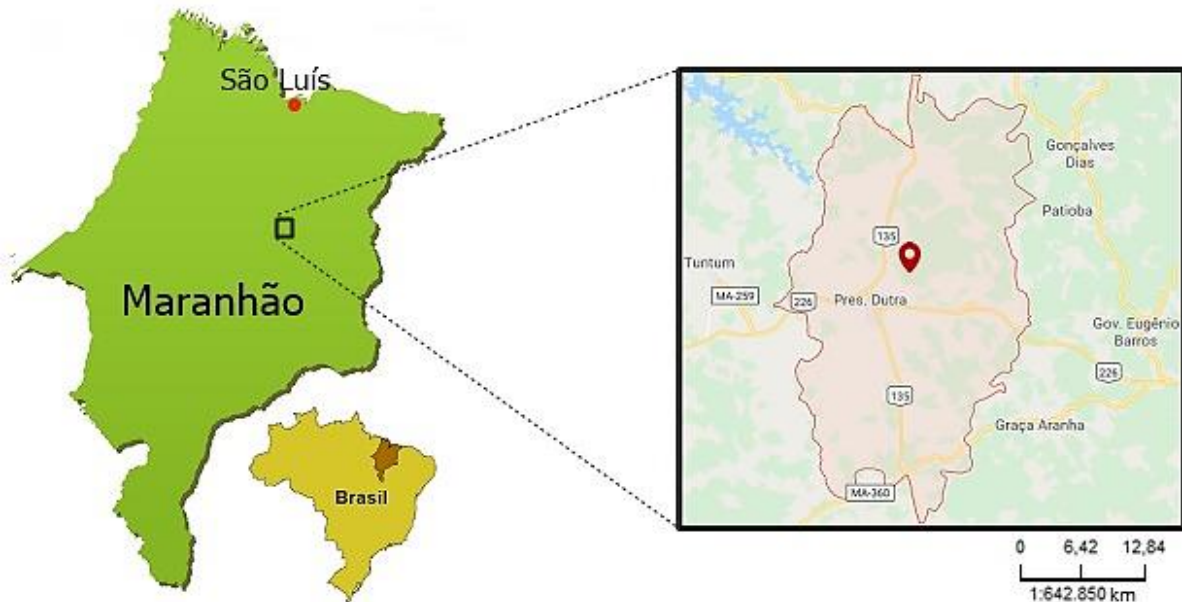 São Luís
Maranhão
Brasil
Gonçalves
Dias
Patioba
135
Tuntum
MA-259
226
Pres. Dutra
Gov. Eugênio
Barros
226
135
Graça Aranha
MA-360
0 6,42 12,84
1:642.850 km